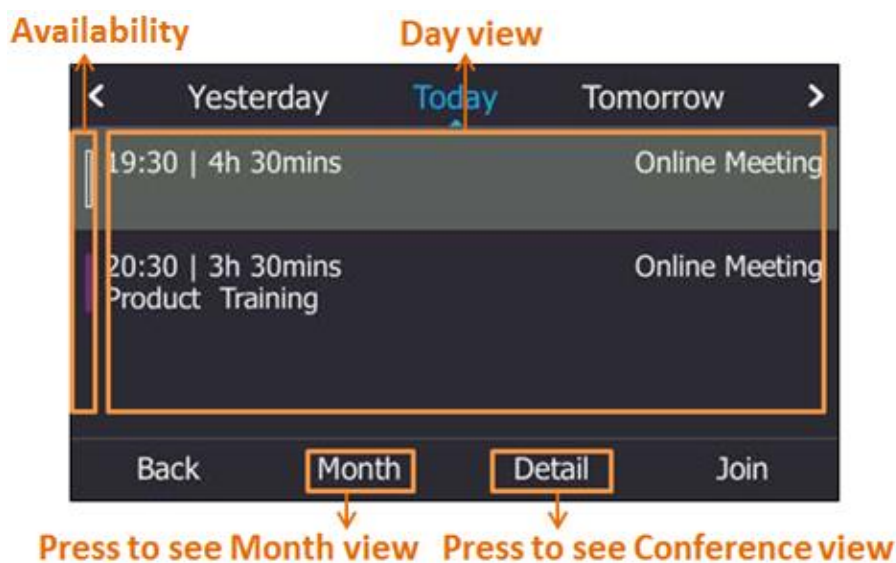 Availability
Day view
< Yesterday Today Tomorrow >
19:30 | 4h 30mins Online Meeting
20:30 | 3h 30mins Online Meeting
Product Training
Back Month Detail Join
Press to see Month view Press to see Conference view